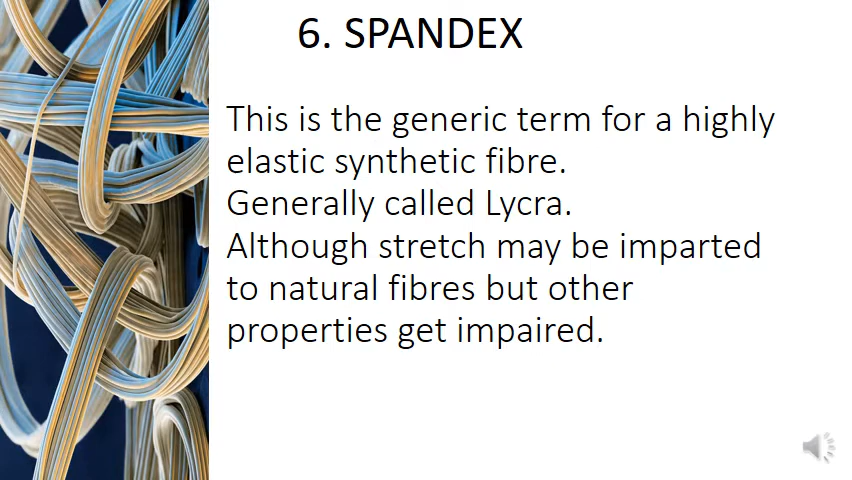 6. SPANDEX
This is the generic term for a highly
elastic synthetic fibre.
Generally called Lycra.
Although stretch may be imparted
to natural fibres but other
properties get impaired.